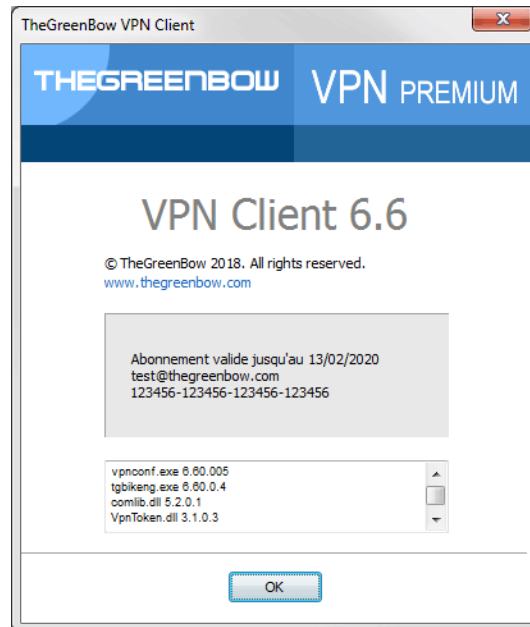 TheGreenBow VPN Client
THEGREENBOW
VPN PREMIUM
VPN Client 6.6
© TheGreenBow 2018. All rights reserved.
www.thegreenbow.com
Abonnement valide jusqu'au 13/02/2020
test@thegreenbow.com
123456-123456-123456-123456
vpnconf.exe 6.60.005
tgbikeng.exe 6.60.0.4
comlib.dll 5.2.0.1
VpnToken.dll 3.1.0.3
OK